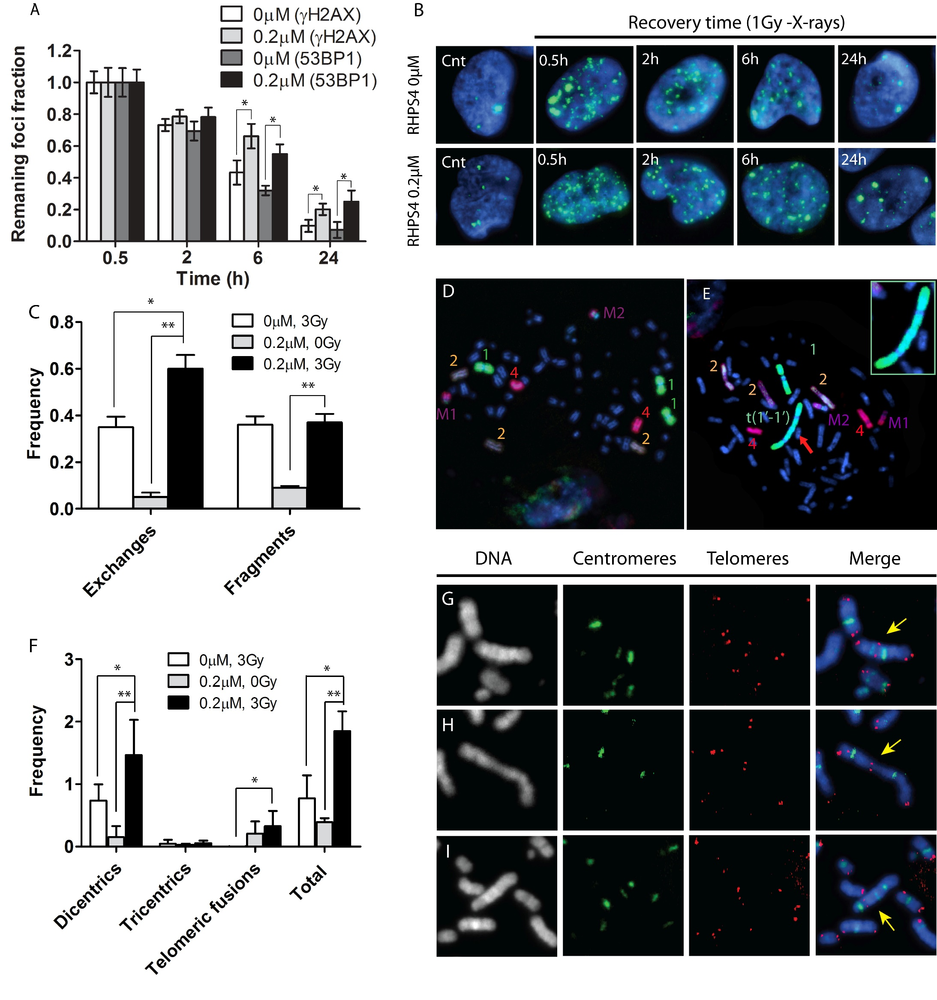 A
0μM (γH2AX)
0.2μM (γH2AX)
0μM (53BP1)
0.2μM (53BP1)
Remaning foci fraction
1.2
1.0
0.8
0.6
0.4
0.2
0.0
* * * *
0.5 2 6 24
Time (h)
B
Recovery time (1Gy -X-rays)
RHPS4 0μM
Cnt 0.5h 2h 6h 24h
RHPS4 0.2μM
Cnt 0.5h 2h 6h 24h
C
0μM, 3Gy
0.2μM, 0Gy
0.2μM, 3Gy
Frequency
0.8
0.6
0.4
0.2
0.0
* ** **
Exchanges Fragments
D
M2
2 1 4 1
M1 1
4
2 2
E
1
2 2 2
t(1'-1') M2 M1
4 4
F
0μM, 3Gy
0.2μM, 0Gy
0.2μM, 3Gy
Frequency
3
2
1
0
* ** * * **
Dicentrics Tricentrics Telomeric fusions Total
DNA Centromeres Telomeres Merge
G
H
I